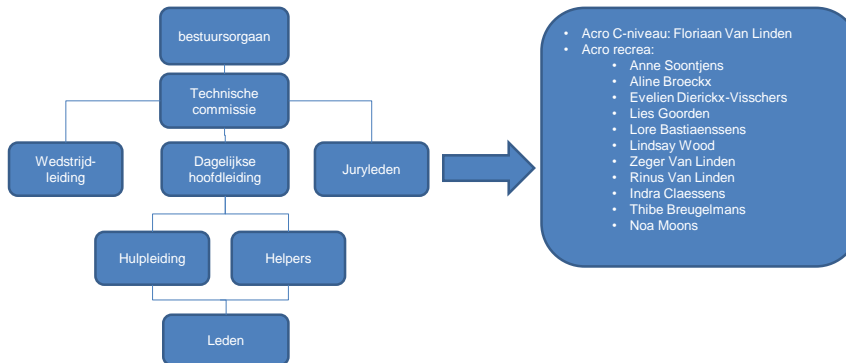 bestuursorgaan
Technische
commissie
Wedstrijd-
leiding
Dagelijkse
hoofdleiding
Juryleden
Hulpleiding
Helpers
Leden
• Acro C-niveau: Floriaan Van Linden
• Acro recrea:
• Anne Soontjens
• Aline Broeckx
• Evelien Dierickx-Visschers
• Lies Goorden
• Lore Bastiaenssens
• Lindsay Wood
• Zeger Van Linden
• Rinus Van Linden
• Indra Claessens
• Thibe Breugelmans
• Noa Moons